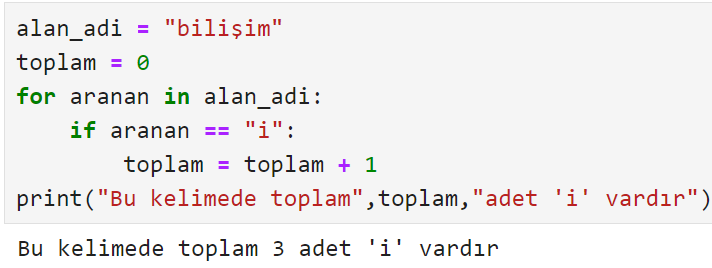 alan_adi = "bilişim"
toplam = 0
for aranan in alan_adi:
    if aranan == "i":
        toplam = toplam + 1
print("Bu kelimede toplam",toplam,"adet 'i' vardır")
Bu kelimede toplam 3 adet 'i' vardır